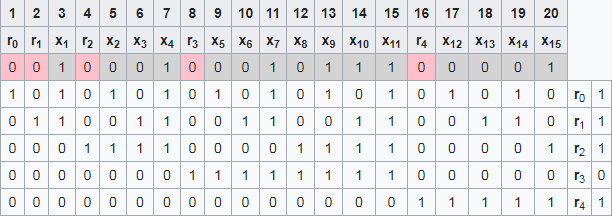 1 2 3 4 5 6 7 8 9 10 11 12 13 14 15 16 17 18 19 20
r₀ r₁ x₁ r₂ x₂ x₃ x₄ r₃ x₅ x₆ x₇ x₈ x₉ x₁₀ x₁₁ r₄ x₁₂ x₁₃ x₁₄ x₁₅
0 0 1 0 0 0 1 0 0 0 1 0 1 1 1 0 0 0 0 1
1 0 1 0 1 0 1 0 1 0 1 0 1 0 1 0 1 0 1 0 r₀ 1
0 1 1 0 0 1 1 0 0 1 1 0 0 1 1 0 0 1 1 0 r₁ 1
0 0 0 1 1 1 1 0 0 0 0 1 1 1 1 0 0 0 0 1 r₂ 1
0 0 0 0 0 0 0 1 1 1 1 1 1 1 1 0 0 0 0 0 r₃ 0
0 0 0 0 0 0 0 0 0 0 0 0 0 0 0 1 1 1 1 1 r₄ 1